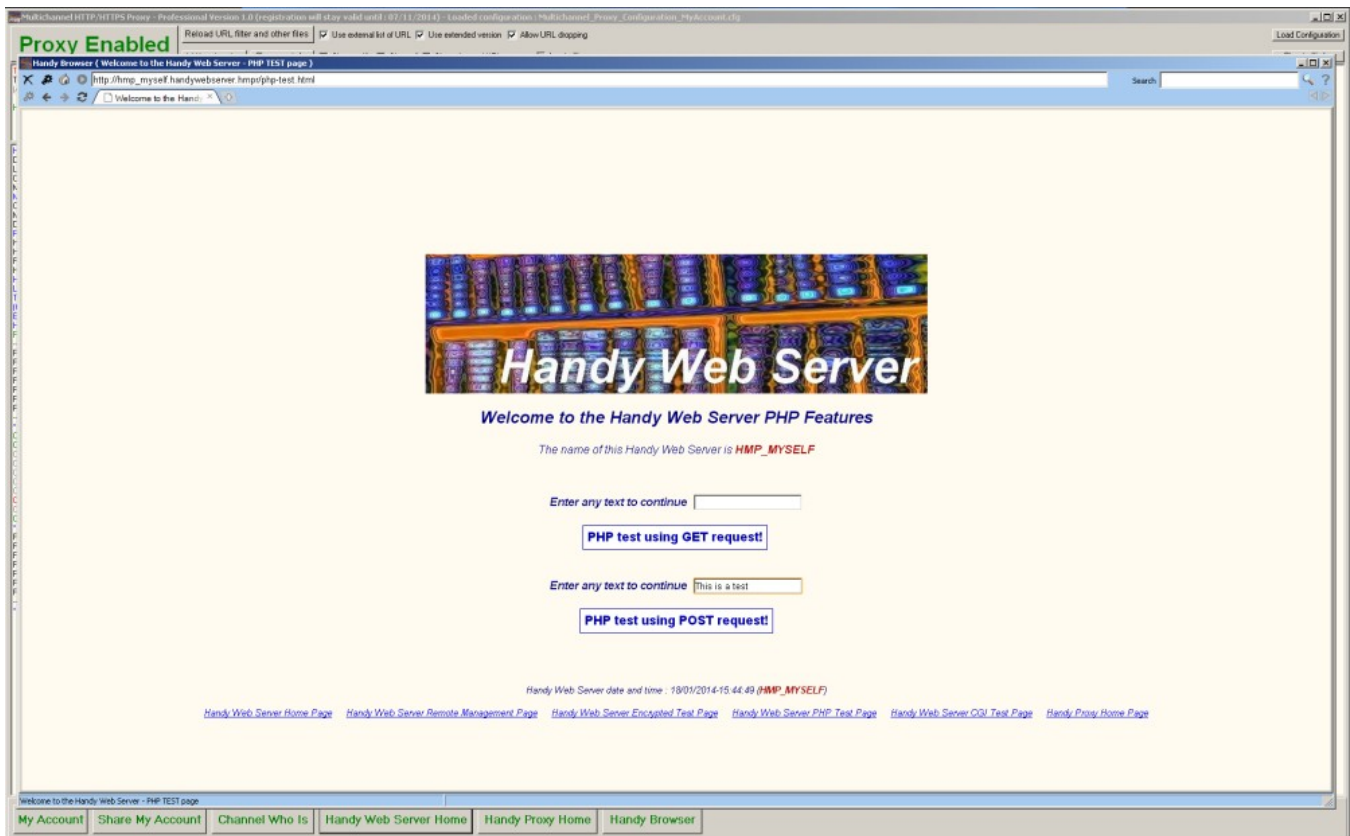 Multichannel HTTP/HTTPS Proxy - Professional Version 1.0 (registration will stay valid until : 07/11/2014) - Loaded configuration : Multichannel_Proxy_Configuration_MyAccount.cfg
Proxy Enabled
Reload URL filter and other files
Use external list of URL
Use extended version
Allow URL dropping
Load Configuration
Handy Browser ( Welcome to the Handy Web Server - PHP TEST page )
http://hmp_myself.handywebserver.hmpr/php-test.html
Search
Welcome to the Handy
Handy Web Server
Welcome to the Handy Web Server PHP Features
The name of this Handy Web Server is HMP_MYSELF
Enter any text to continue
PHP test using GET request!
Enter any text to continue This is a test
PHP test using POST request!
Handy Web Server date and time : 18/01/2014-15:44:49 (HMP_MYSELF)
Handy Web Server Home Page Handy Web Server Remote Management Page Handy Web Server Encrypted Test Page Handy Web Server PHP Test Page Handy Web Server CGI Test Page Handy Proxy Home Page
Welcome to the Handy Web Server - PHP TEST page
My Account Share My Account Channel Who Is Handy Web Server Home Handy Proxy Home Handy Browser